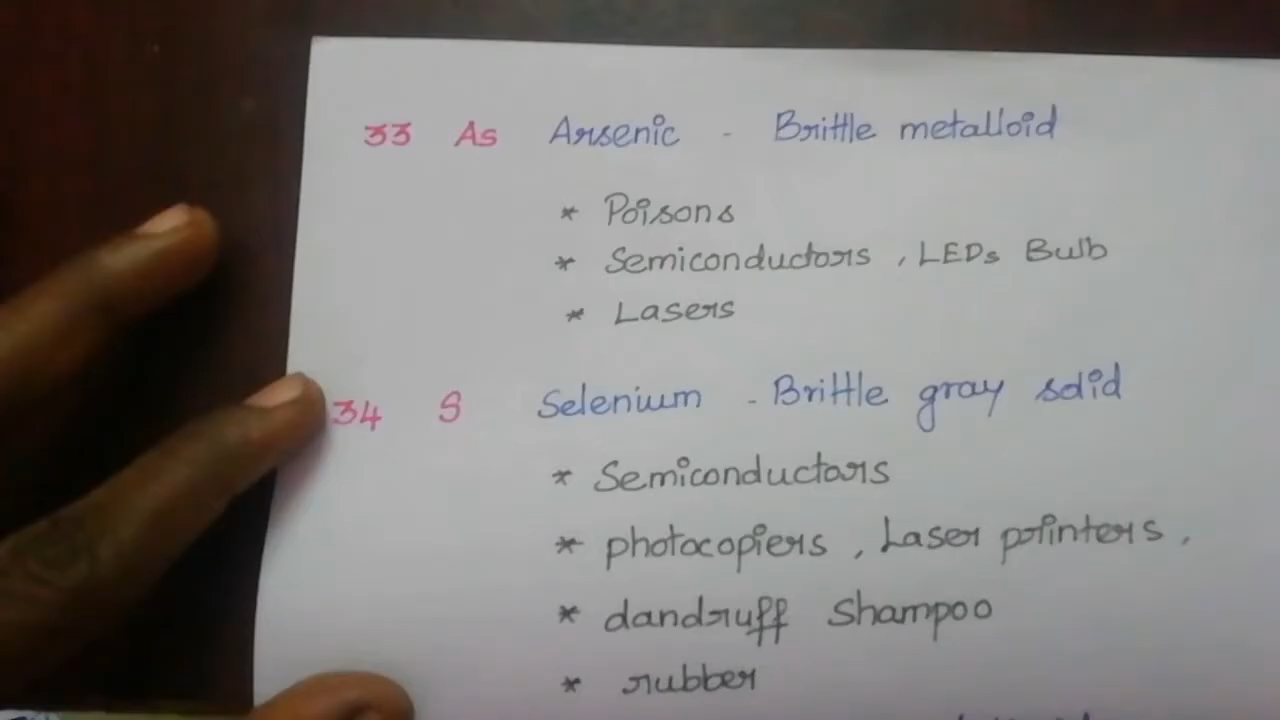 33 As Arsenic - Brittle metalloid
* Poisons
* Semiconductors, LEDs Bulb
* Lasers
34 S Selenium - Brittle gray solid
* Semiconductors
* photocopiers, Laser printers,
* dandruff Shampoo
* rubber